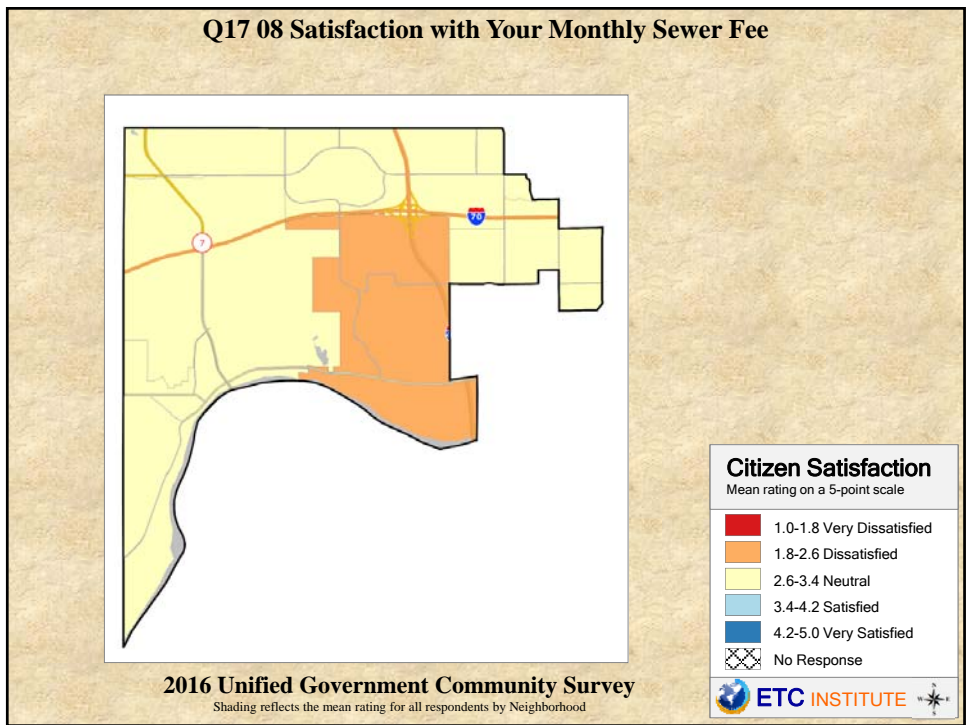 Q17 08 Satisfaction with Your Monthly Sewer Fee
70
7
Citizen Satisfaction
Mean rating on a 5-point scale
1.0-1.8 Very Dissatisfied
1.8-2.6 Dissatisfied
2.6-3.4 Neutral
3.4-4.2 Satisfied
4.2-5.0 Very Satisfied
No Response
ETC INSTITUTE
2016 Unified Government Community Survey
Shading reflects the mean rating for all respondents by Neighborhood